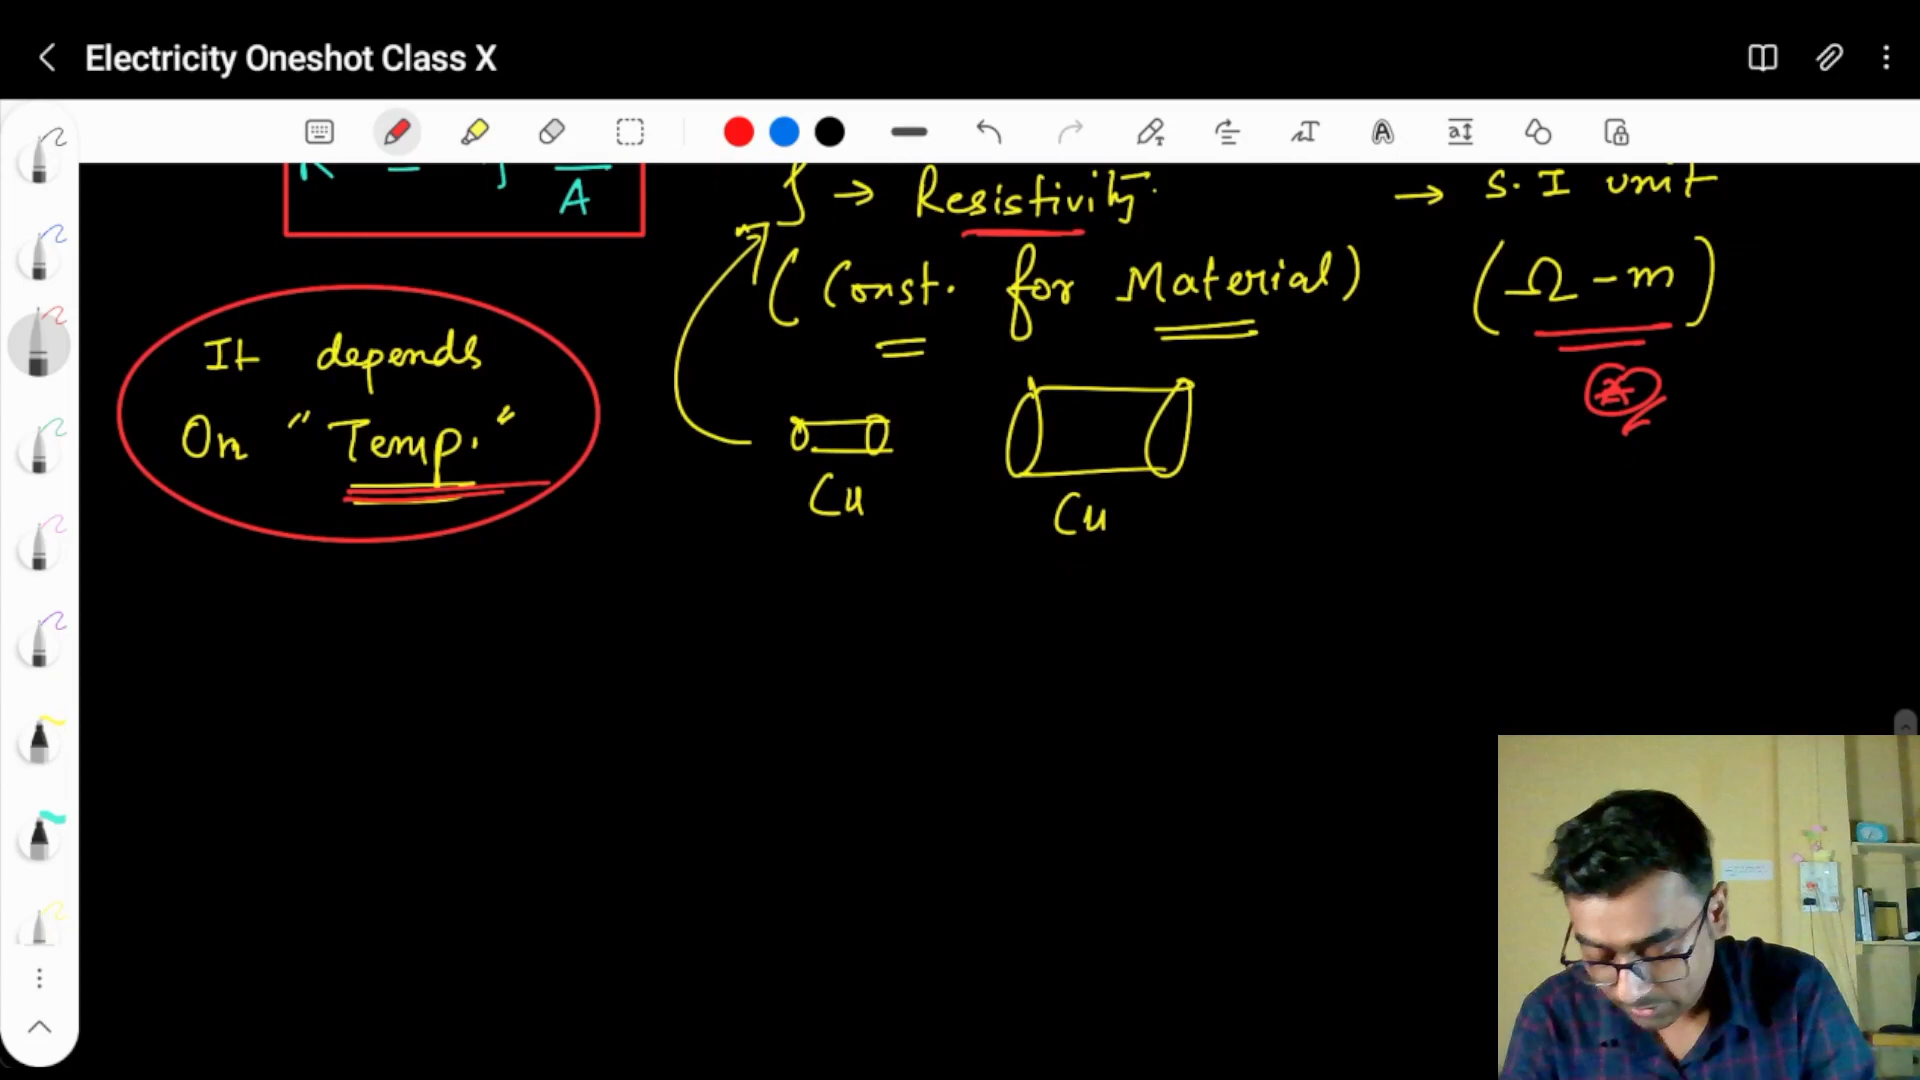 Electricity Oneshot Class X
A
ρ → Resistivity.
(Const. for Material)
→ S.I unit
(Ω - m)
It depends
On "Temp."
Cu
Cu